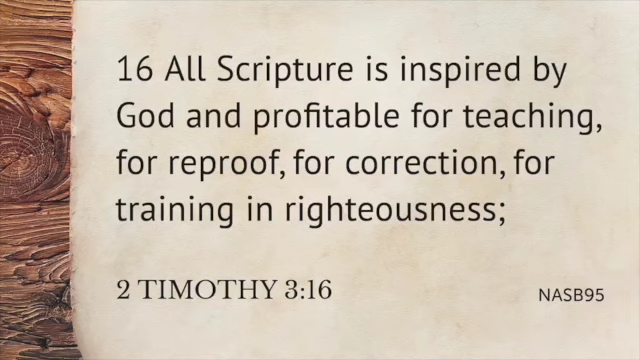 16 All Scripture is inspired by
God and profitable for teaching,
for reproof, for correction, for
training in righteousness;
2 TIMOTHY 3:16
NASB95